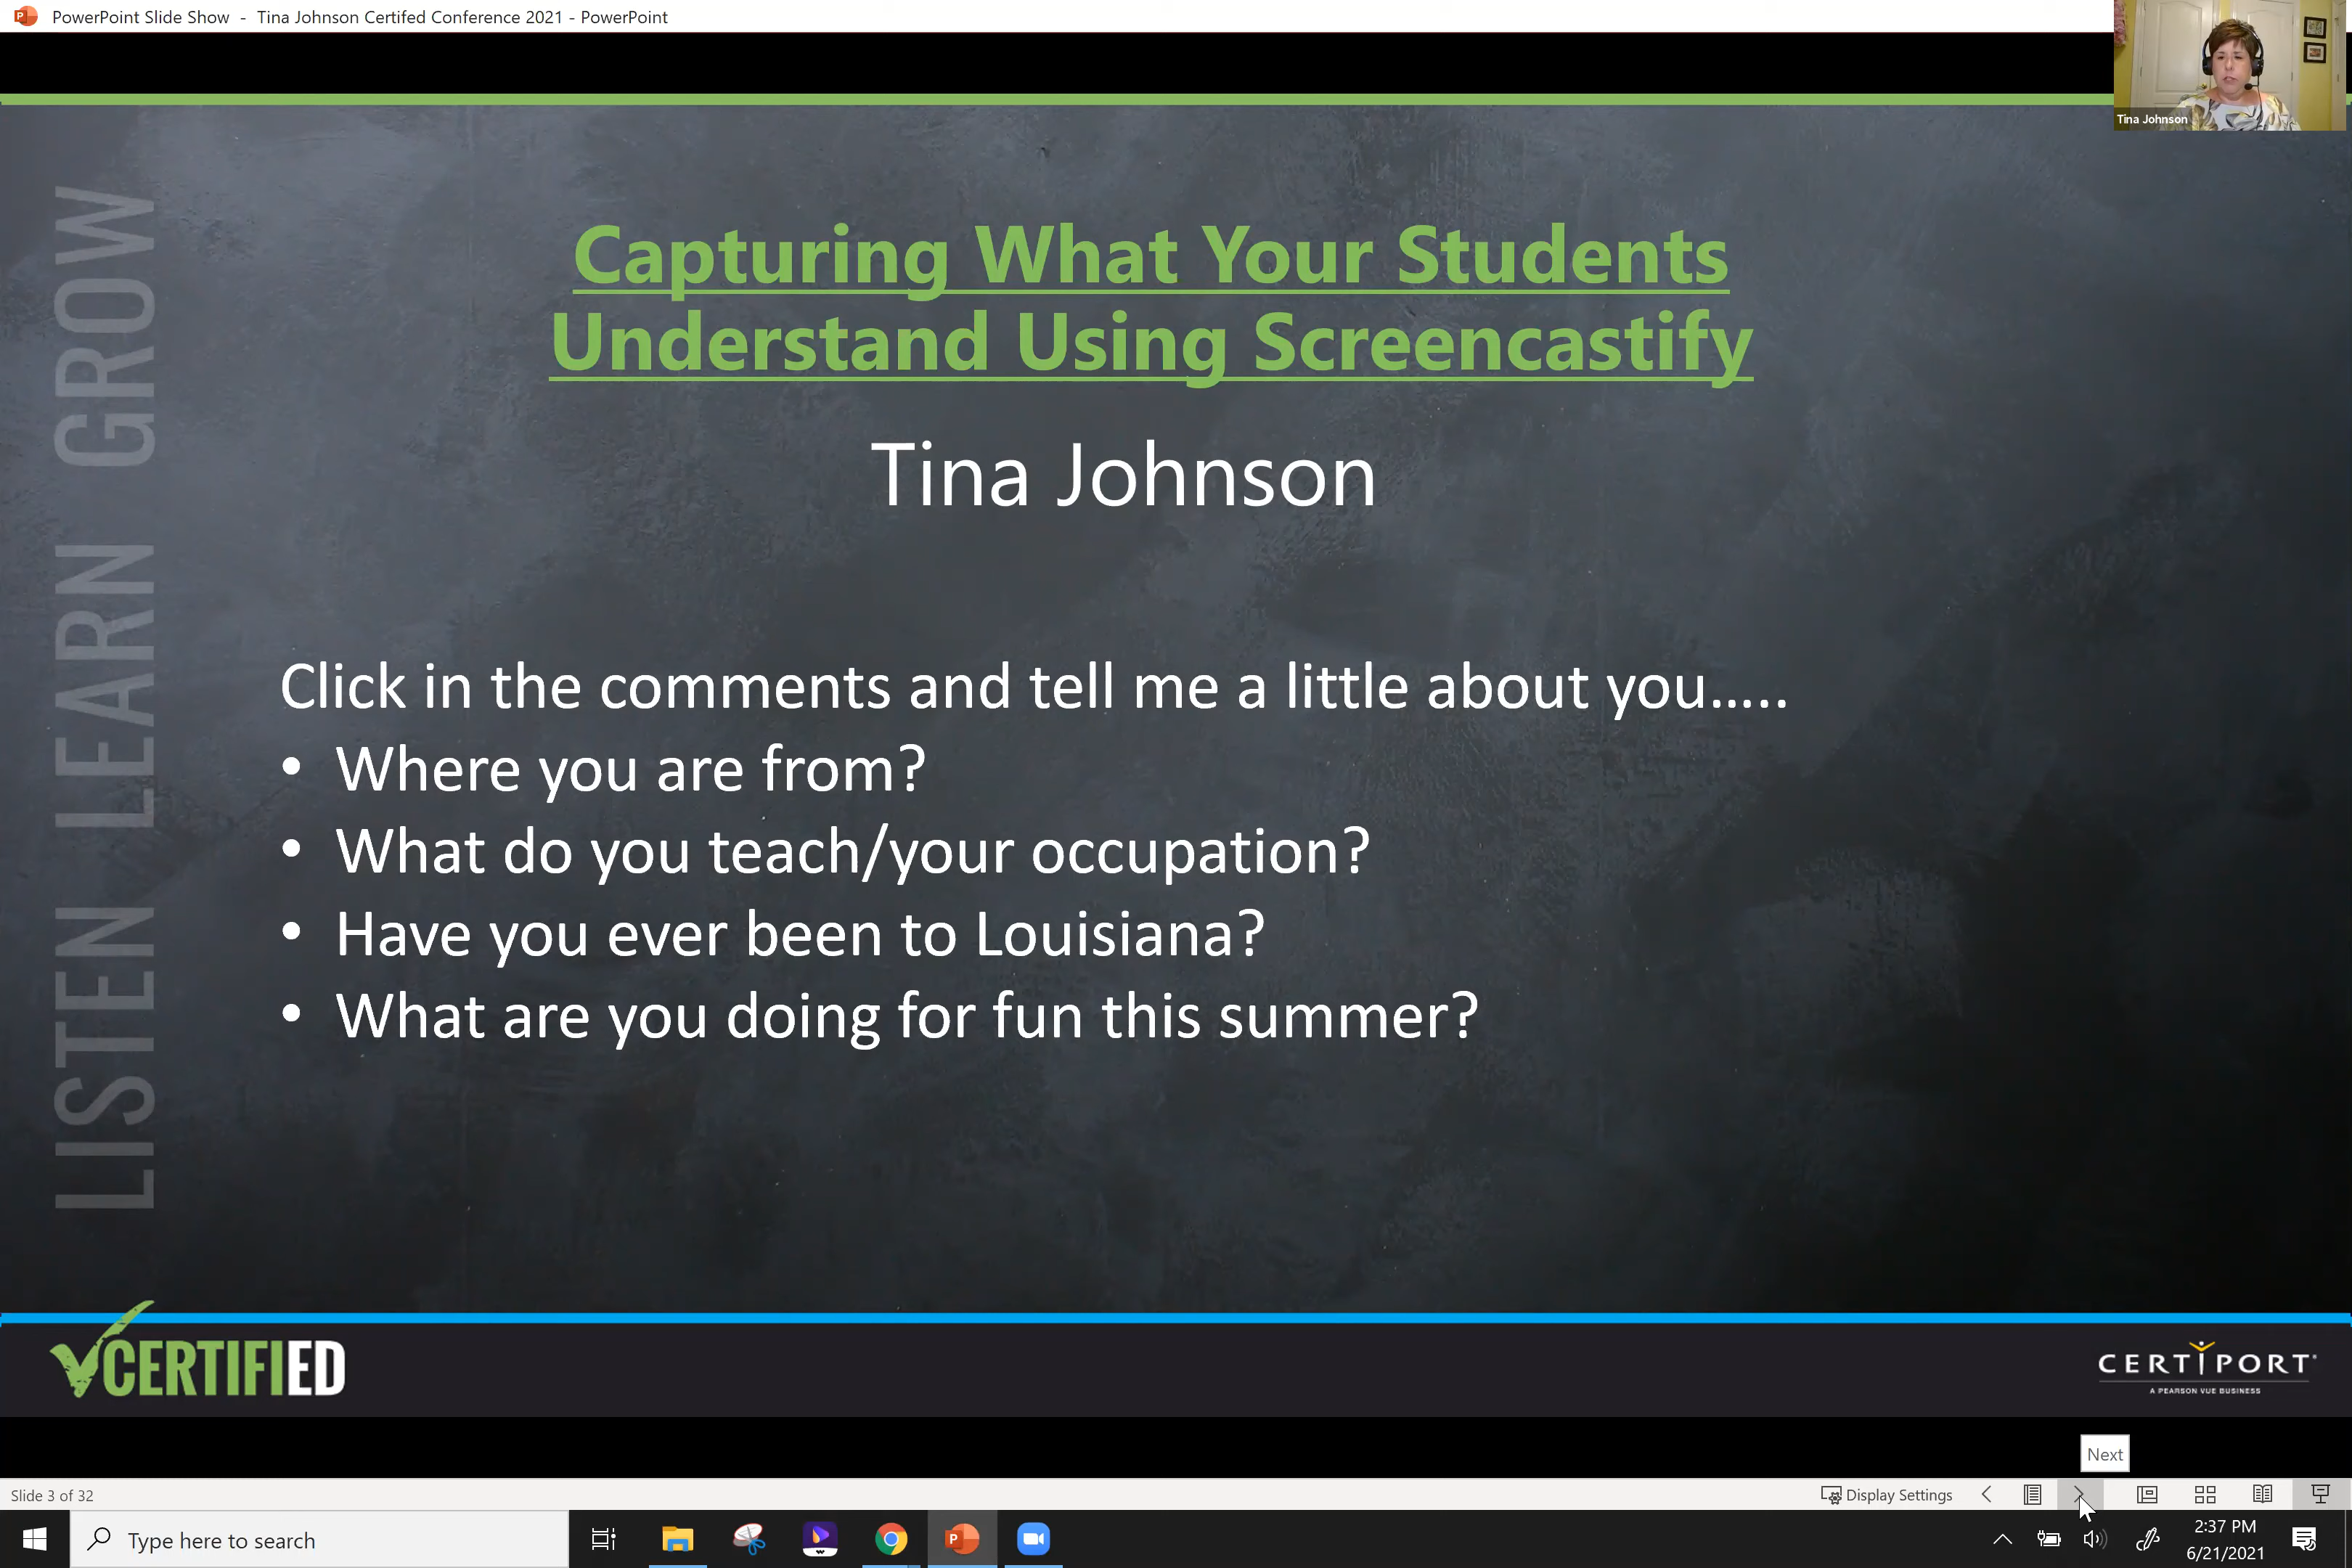 PowerPoint Slide Show - Tina Johnson Certifed Conference 2021 - PowerPoint
Tina Johnson
LISTEN LEARN GROW
Capturing What Your Students
Understand Using Screencastify
Tina Johnson
Click in the comments and tell me a little about you…..
• Where you are from?
• What do you teach/your occupation?
• Have you ever been to Louisiana?
• What are you doing for fun this summer?
CERTIFIED
CERTIPORT
A PEARSON VUE BUSINESS
Next
Slide 3 of 32
Display Settings
Type here to search
2:37 PM
6/21/2021